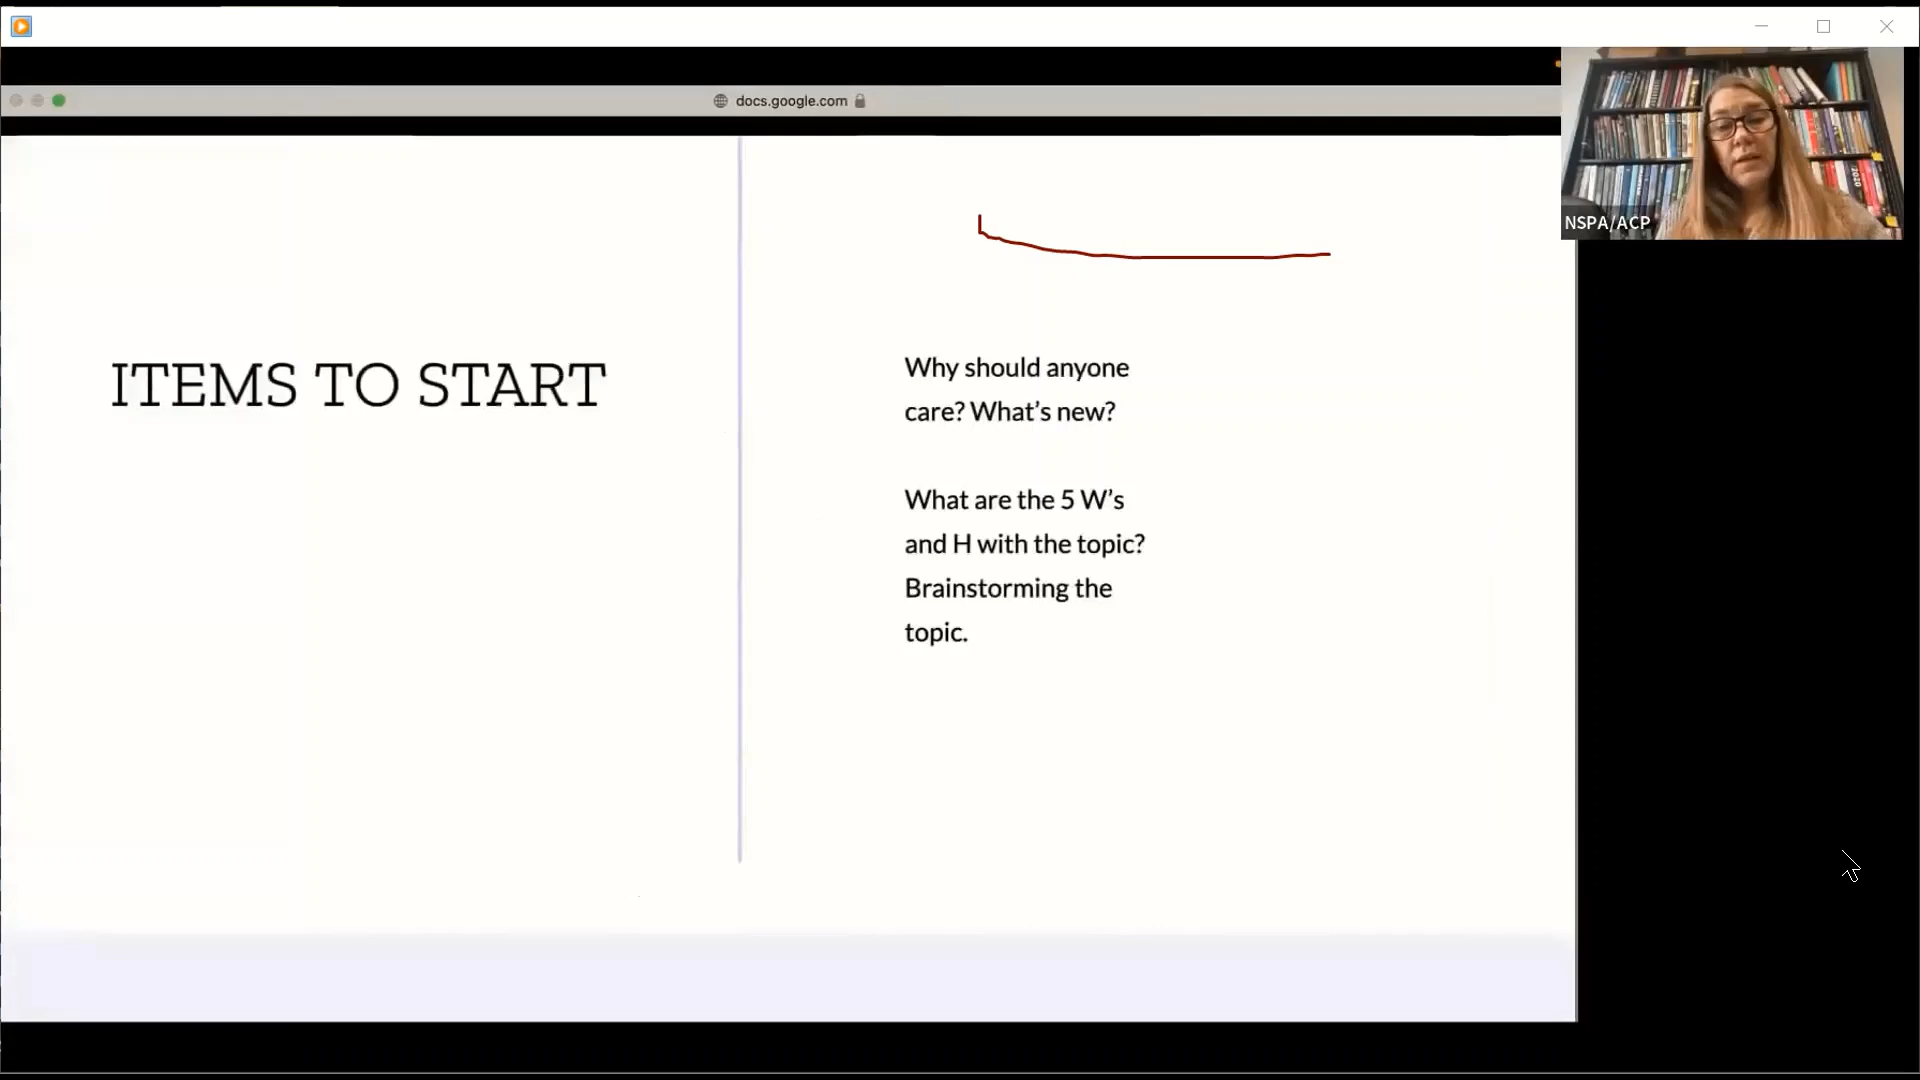 docs.google.com
NSPA/ACP
2020
ITEMS TO START
Why should anyone
care? What's new?
What are the 5 W's
and H with the topic?
Brainstorming the
topic.